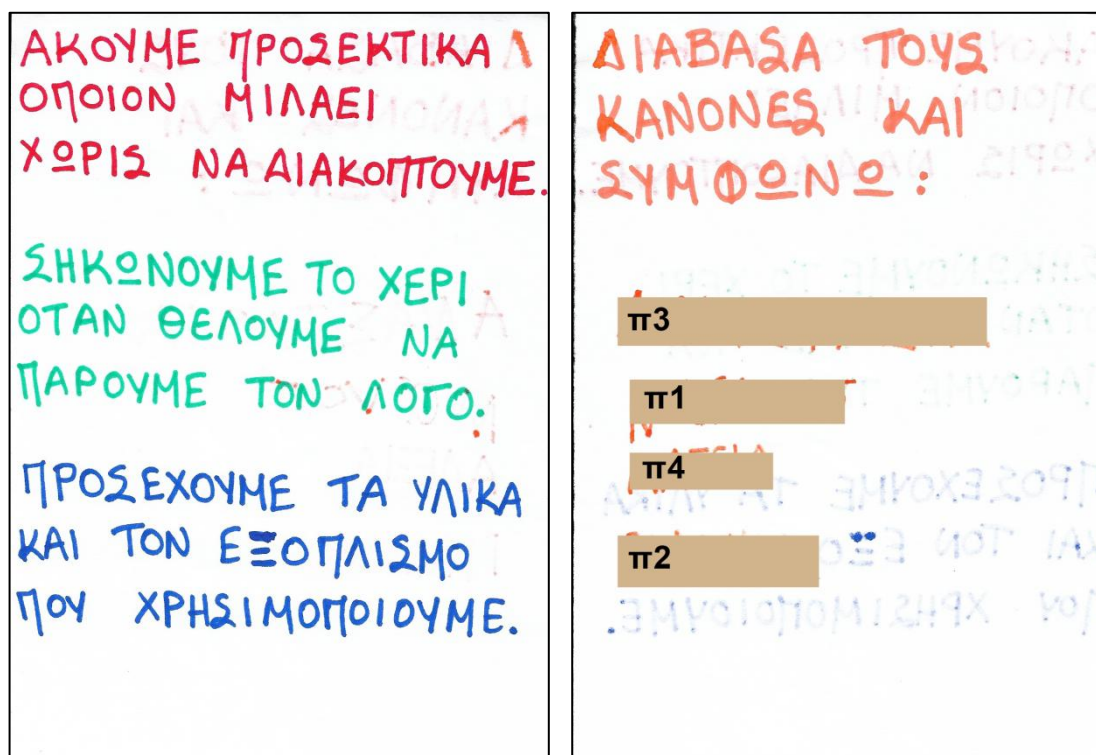 ΑΚΟΥΜΕ ΠΡΟΣΕΚΤΙΚΑ
ΟΠΟΙΟΝ ΜΙΛΑΕΙ
ΧΩΡΙΣ ΝΑ ΔΙΑΚΟΠΤΟΥΜΕ.
ΣΗΚΩΝΟΥΜΕ ΤΟ ΧΕΡΙ
ΟΤΑΝ ΘΕΛΟΥΜΕ ΝΑ
ΠΑΡΟΥΜΕ ΤΟΝ ΛΟΓΟ.
ΠΡΟΣΕΧΟΥΜΕ ΤΑ ΥΛΙΚΑ
ΚΑΙ ΤΟΝ ΕΞΟΠΛΙΣΜΟ
ΠΟΥ ΧΡΗΣΙΜΟΠΟΙΟΥΜΕ.
ΔΙΑΒΑΣΑ ΤΟΥΣ
ΚΑΝΟΝΕΣ ΚΑΙ
ΣΥΜΦΩΝΩ:
π3
π1
π4
π2